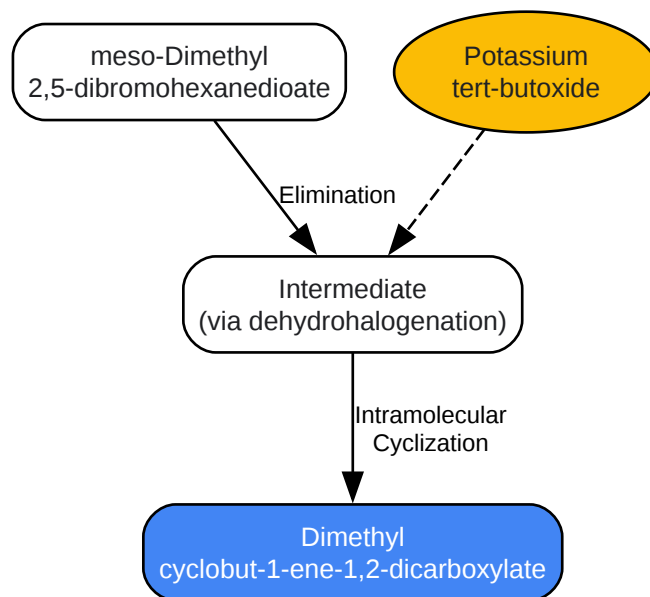 meso-Dimethyl
2,5-dibromohexanedioate
Potassium
tert-butoxide
Elimination
Intermediate
(via dehydrohalogenation)
Intramolecular
Cyclization
Dimethyl
cyclobut-1-ene-1,2-dicarboxylate